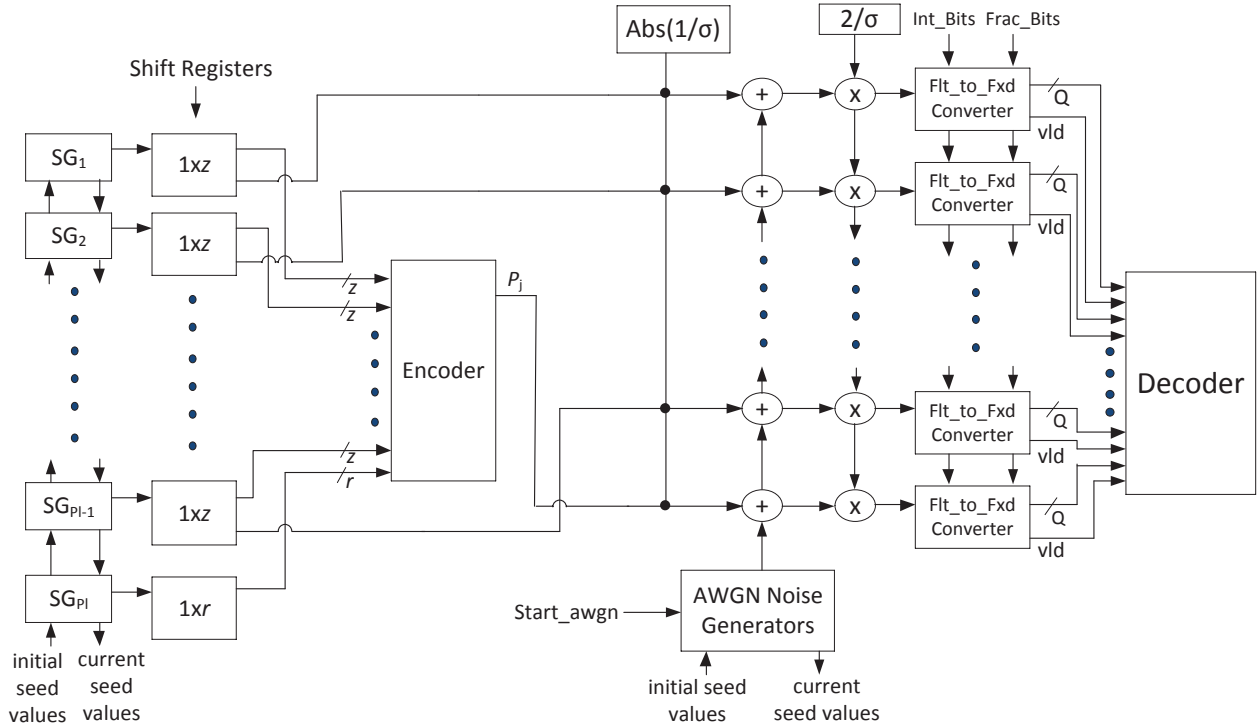 Abs(1/σ)
2/σ
Int_Bits
Frac_Bits
Shift Registers
SG1
1xz
+
x
Flt_to_Fxd
Converter
Q
vld
SG2
1xz
+
x
Flt_to_Fxd
Converter
Q
vld
z
z
Encoder
Pj
Decoder
z
r
+
x
Flt_to_Fxd
Converter
Q
vld
SGPl-1
1xz
+
x
Flt_to_Fxd
Converter
Q
vld
SGPl
1xr
Start_awgn
AWGN Noise
Generators
initial
seed
values
current
seed
values
initial seed
values
current
seed values